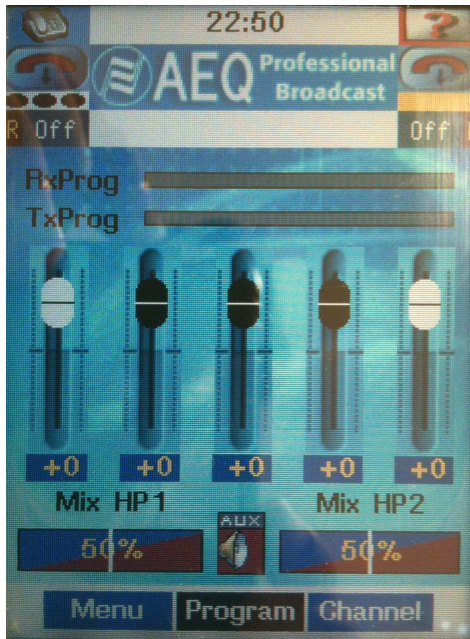 22:50
?
AEQ Professional
Broadcast
R Off
Off
RxProg
TxProg
+0 +0 +0 +0 +0
Mix HP1 Mix HP2
AUX
50% 50%
Menu Program Channel